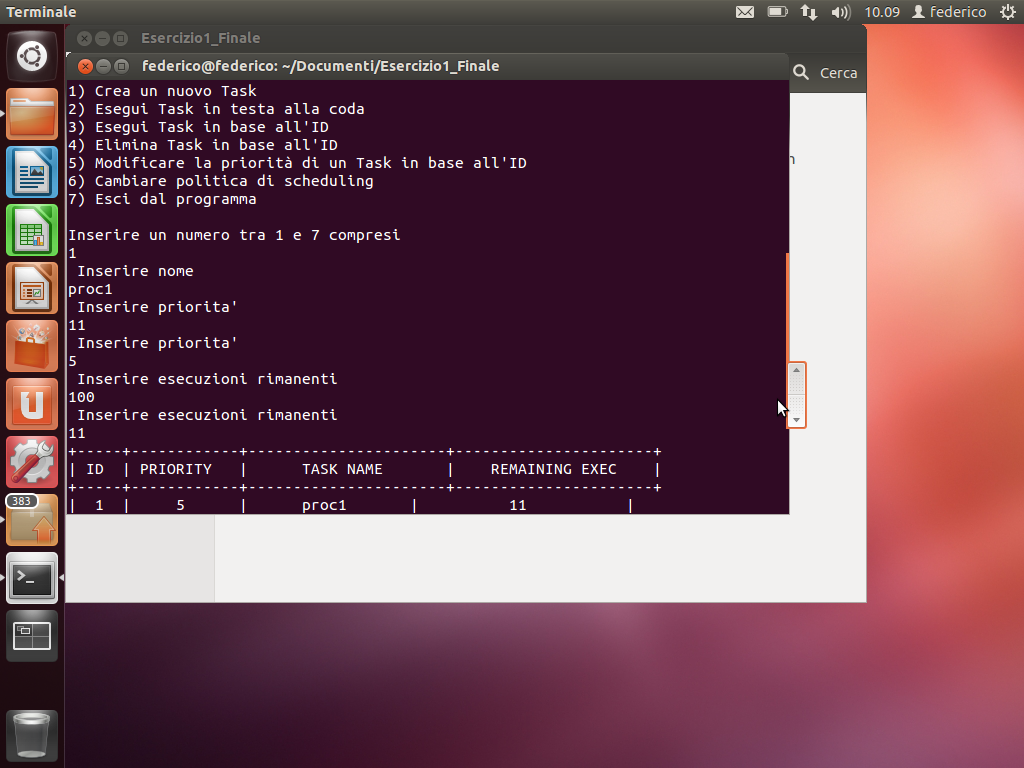 Terminale
10.09 federico
Esercizio1_Finale
federico@federico: ~/Documenti/Esercizio1_Finale
Cerca
1) Crea un nuovo Task
2) Esegui Task in testa alla coda
3) Esegui Task in base all'ID
4) Elimina Task in base all'ID
5) Modificare la priorità di un Task in base all'ID
6) Cambiare politica di scheduling
7) Esci dal programma
Inserire un numero tra 1 e 7 compresi
1
Inserire nome
proc1
Inserire priorita'
11
Inserire priorita'
5
Inserire esecuzioni rimanenti
100
Inserire esecuzioni rimanenti
11
+-----+------------+----------------------+----------------------+
| ID | PRIORITY | TASK NAME | REMAINING EXEC |
+-----+------------+----------------------+----------------------+
| 1 | 5 | proc1 | 11 |
383